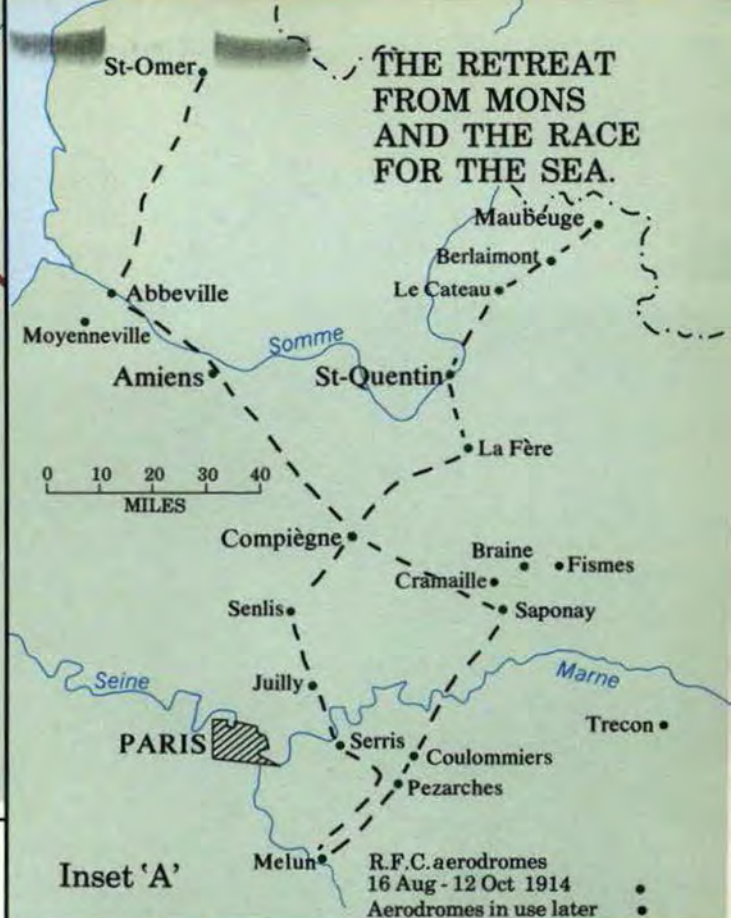 THE RETREAT
FROM MONS
AND THE RACE
FOR THE SEA.
St-Omer
Maubeuge
Berlaimont
Le Cateau
Abbeville
Moyenneville
Somme
Amiens
St-Quentin
La Fère
0 10 20 30 40
MILES
Compiègne
Braine
Fismes
Cramaille
Senlis
Saponay
Seine
Juilly
Marne
Trecon
PARIS
Serris
Coulommiers
Pezarches
Melun
Inset 'A'
R.F.C. aerodromes
16 Aug - 12 Oct 1914
Aerodromes in use later